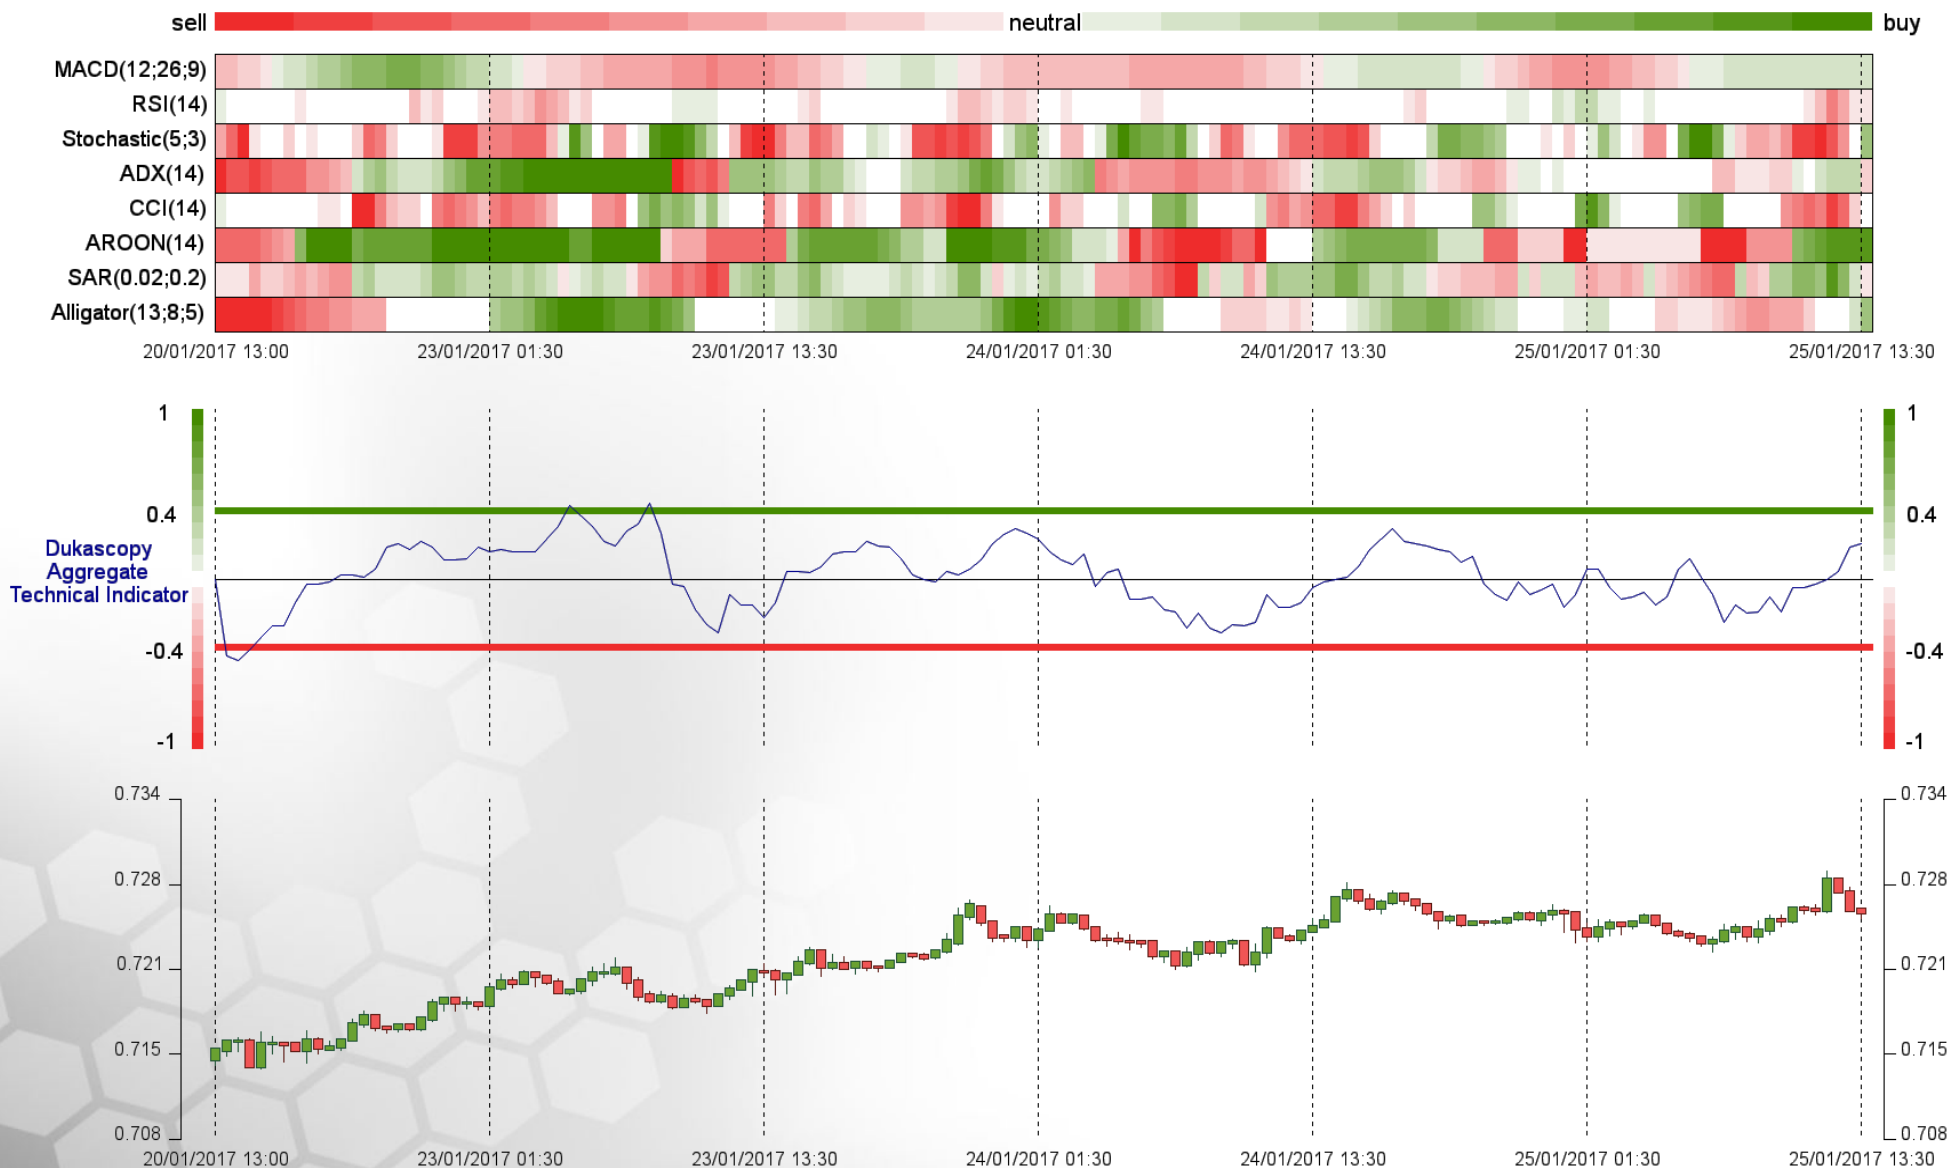 sell neutral buy
MACD(12;26;9)
RSI(14)
Stochastic(5;3)
ADX(14)
CCI(14)
AROON(14)
SAR(0.02;0.2)
Alligator(13;8;5)
20/01/2017 13:00 23/01/2017 01:30 23/01/2017 13:30 24/01/2017 01:30 24/01/2017 13:30 25/01/2017 01:30 25/01/2017 13:30
1 1
0.4 0.4
Dukascopy
Aggregate
Technical Indicator
-0.4 -0.4
-1 -1
0.734 0.734
0.728 0.728
0.721 0.721
0.715 0.715
0.708 0.708
20/01/2017 13:00 23/01/2017 01:30 23/01/2017 13:30 24/01/2017 01:30 24/01/2017 13:30 25/01/2017 01:30 25/01/2017 13:30